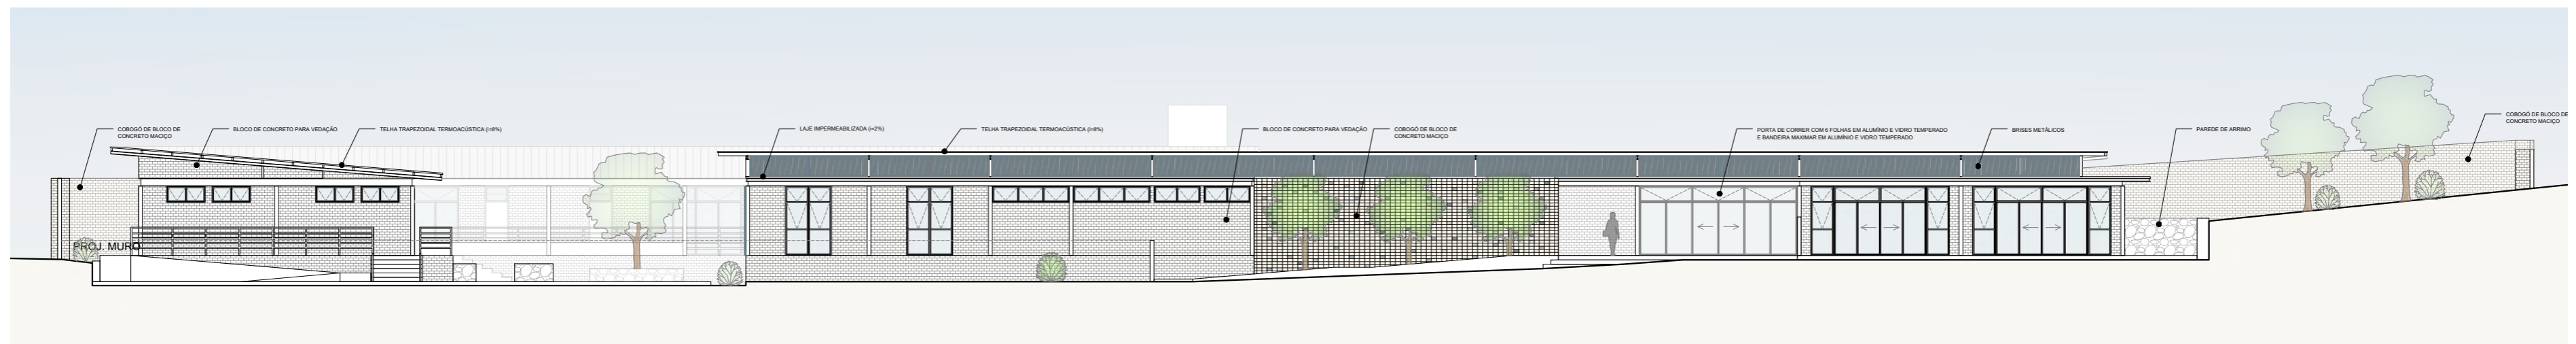 COBOGÓ DE BLOCO DE
CONCRETO MACIÇO
BLOCO DE CONCRETO PARA VEDAÇÃO
TELHA TRAPEZOIDAL TERMOACÚSTICA (i=8%)
LAJE IMPERMEABILIZADA (i=2%)
TELHA TRAPEZOIDAL TERMOACÚSTICA (i=8%)
BLOCO DE CONCRETO PARA VEDAÇÃO
COBOGÓ DE BLOCO DE
CONCRETO MACIÇO
PORTA DE CORRER COM 6 FOLHAS EM ALUMÍNIO E VIDRO TEMPERADO
E BANDEIRA MAXIMAR EM ALUMÍNIO E VIDRO TEMPERADO
BRISES METÁLICOS
PAREDE DE ARRIMO
COBOGÓ DE BLOCO DE
CONCRETO MACIÇO
PROJ. MURO